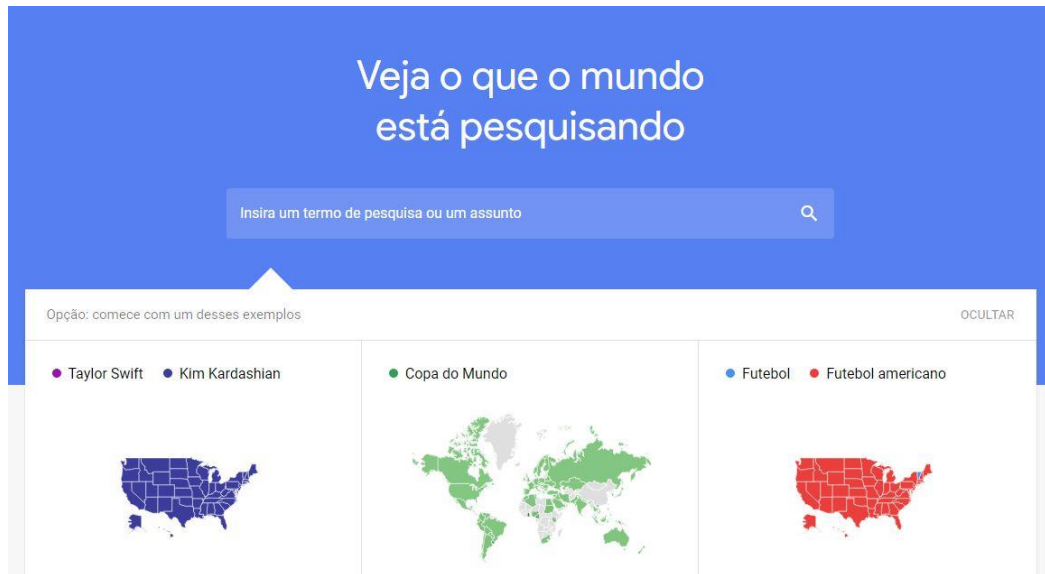 Veja o que o mundo
está pesquisando
Insira um termo de pesquisa ou um assunto
Opção: comece com um desses exemplos OCULTAR
Taylor Swift Kim Kardashian Copa do Mundo Futebol Futebol americano